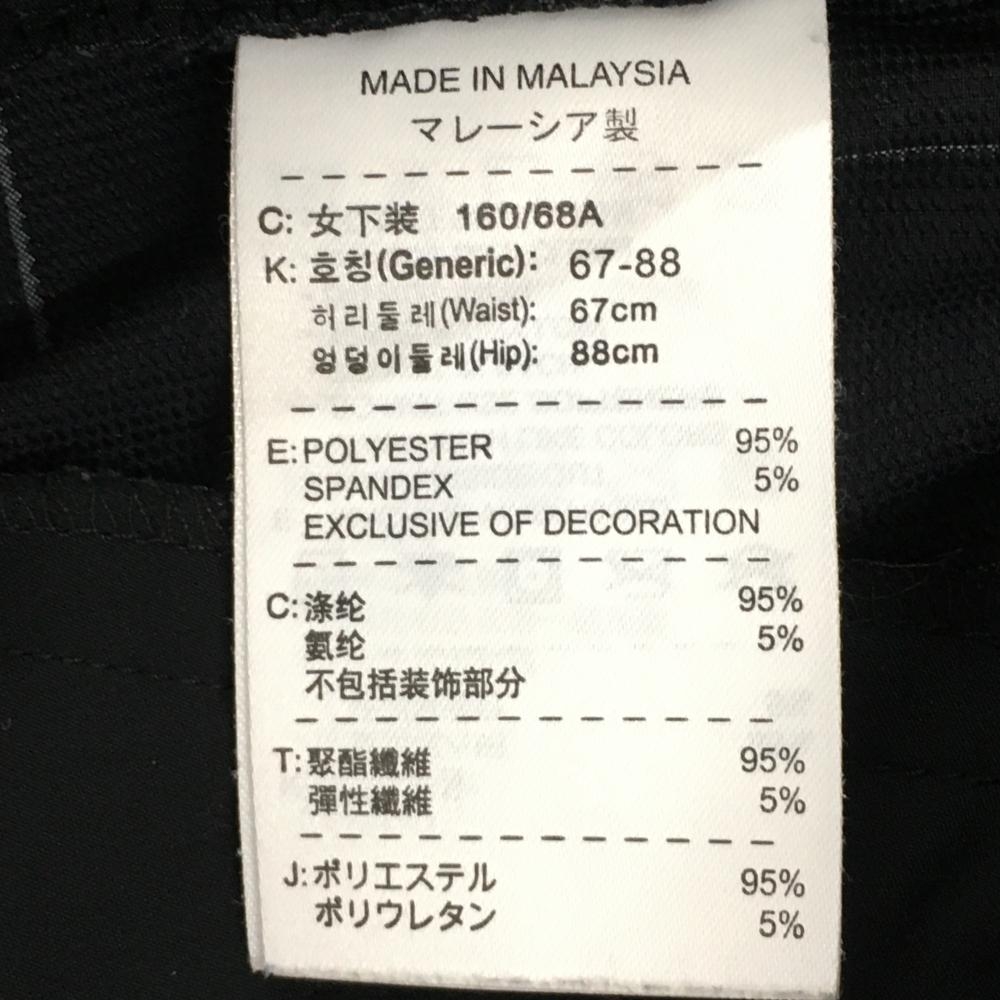 MADE IN MALAYSIA
マレーシア製
C: 女下装 160/68A
K: 호칭(Generic): 67-88
허리둘레(Waist): 67cm
엉덩이둘레(Hip): 88cm
E: POLYESTER 95%
SPANDEX 5%
EXCLUSIVE OF DECORATION
C: 涤纶 95%
氨纶 5%
不包括装饰部分
T: 聚酯纖維 95%
彈性纖維 5%
J: ポリエステル 95%
ポリウレタン 5%